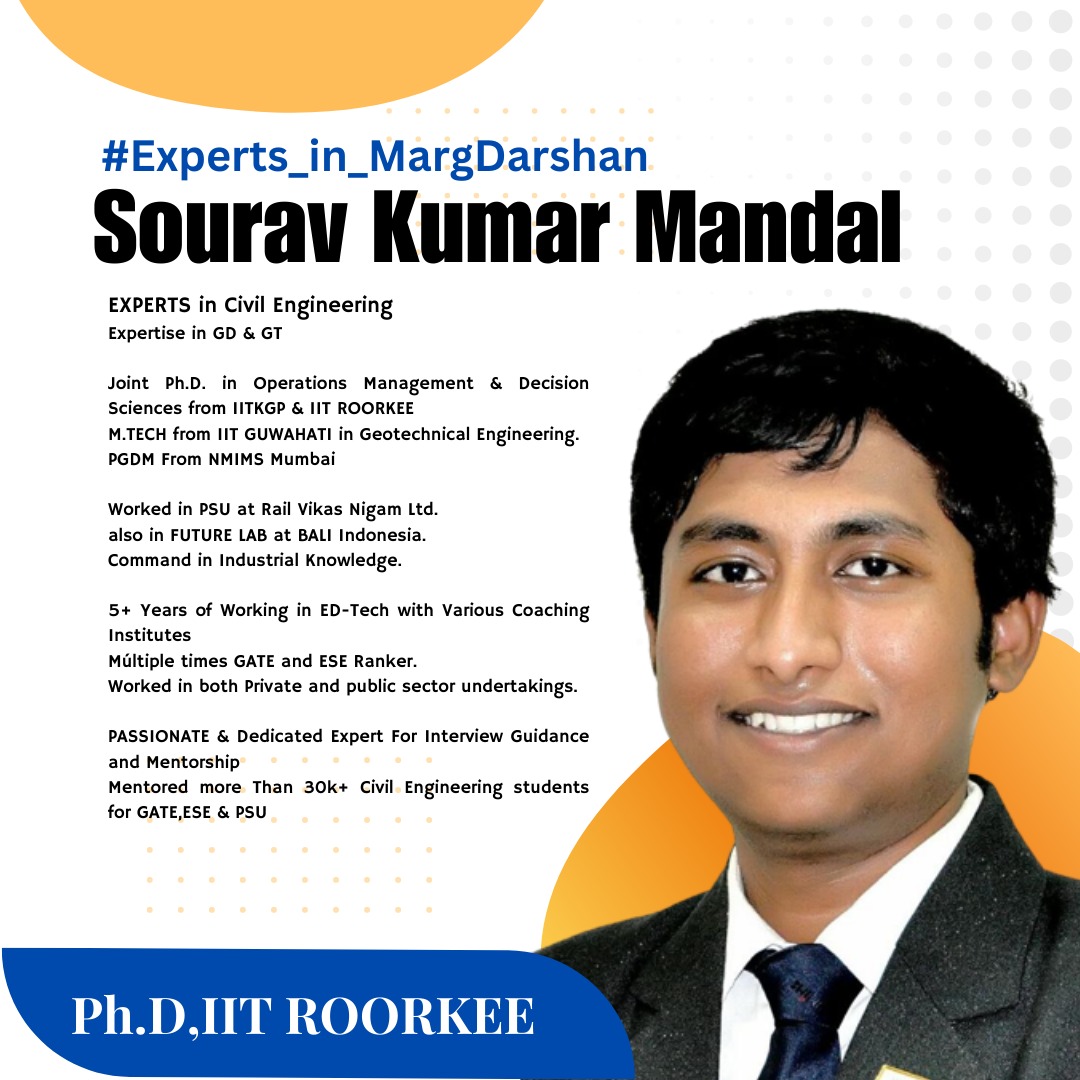 #Experts_in_MargDarshan
Sourav Kumar Mandal
EXPERTS in Civil Engineering
Expertise in GD & GT
Joint Ph.D. in Operations Management & Decision
Sciences from IITKGP & IIT ROORKEE
M.TECH from IIT GUWAHATI in Geotechnical Engineering.
PGDM From NMIMS Mumbai
Worked in PSU at Rail Vikas Nigam Ltd.
also in FUTURE LAB at BALI Indonesia.
Command in Industrial Knowledge.
5+ Years of Working in ED-Tech with Various Coaching
Institutes
Múltiple times GATE and ESE Ranker.
Worked in both Private and public sector undertakings.
PASSIONATE & Dedicated Expert For Interview Guidance
and Mentorship
Mentored more Than 30k+ Civil Engineering students
for GATE,ESE & PSU
Ph.D,IIT ROORKEE